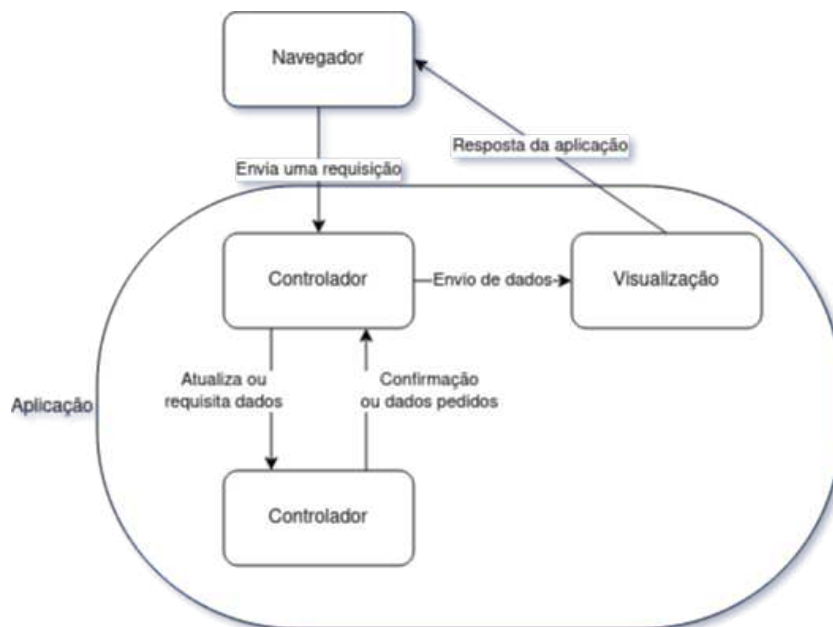 Navegador
Resposta da aplicação
Envia uma requisição
Controlador
Envio de dados
Visualização
Atualiza ou
requisita dados
Confirmação
ou dados pedidos
Aplicação
Controlador